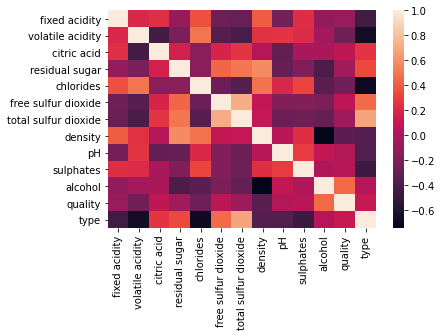 fixed acidity
volatile acidity
citric acid
residual sugar
chlorides
free sulfur dioxide
total sulfur dioxide
density
pH
sulphates
alcohol
quality
type
fixed acidity
volatile acidity
citric acid
residual sugar
chlorides
free sulfur dioxide
total sulfur dioxide
density
pH
sulphates
alcohol
quality
type
1.0
0.8
0.6
0.4
0.2
0.0
−0.2
−0.4
−0.6